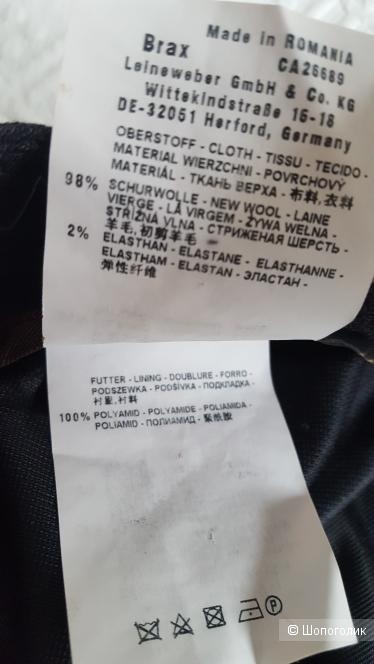 Made in ROMANIA
Brax CA26689
Leineweber GmbH & Co. KG
Wittekindstraße 16-18
DE-32051 Herford, Germany
OBERSTOFF - CLOTH - TISSU - TECIDO -
MATERIAŁ WIERZCHNI - POVRCHOVÝ
MATERIÁL - ТКАНЬ ВЕРХА - 布料,衣料
98% SCHURWOLLE - NEW WOOL - LAINE
VIERGE - LÃ VIRGEM - ŻYWA WEŁNA -
STŘIŽNÁ VLNA - СТРИЖЕНАЯ ШЕРСТЬ -
羊毛,初剪羊毛 -
2% ELASTHAN - ELASTANE - ELASTHANNE -
ELASTHAM - ELASTAN - ЭЛАСТАН -
弹性纤维
FUTTER - LINING - DOUBLURE - FORRO -
PODSZEWKA - PODŠÍVKA - ПОДКЛАДКА -
衬里,衬料
100% POLYAMID - POLYAMIDE - POLIAMIDA -
POLIAMID - ПОЛИАМИД - 聚酰胺
P
© Шопоголик